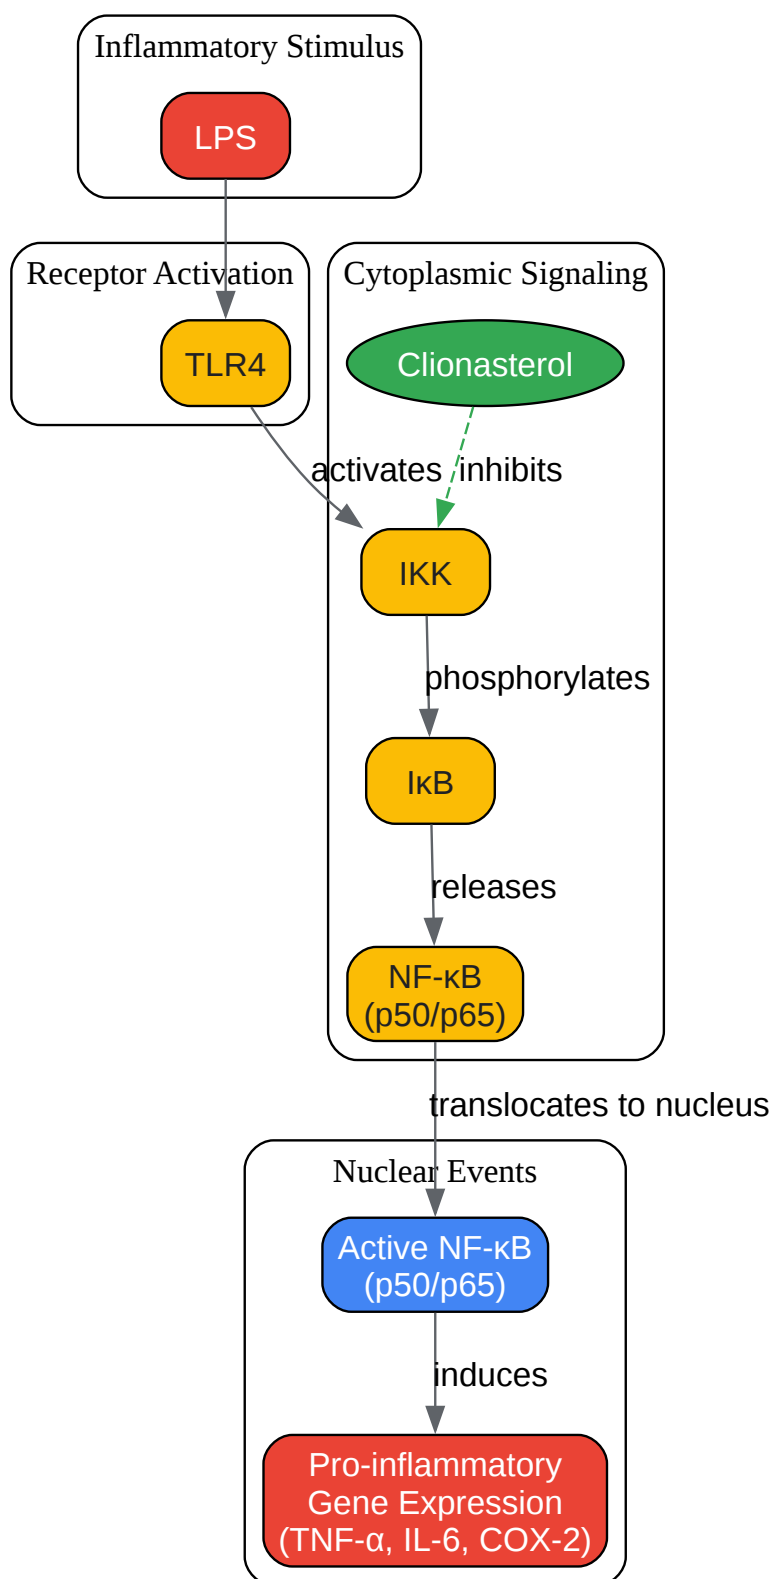 Inflammatory Stimulus
LPS
Receptor Activation
TLR4
Cytoplasmic Signaling
Clionasterol
activates
inhibits
IKK
phosphorylates
IκB
releases
NF-κB
(p50/p65)
translocates to nucleus
Nuclear Events
Active NF-κB
(p50/p65)
induces
Pro-inflammatory
Gene Expression
(TNF-α, IL-6, COX-2)